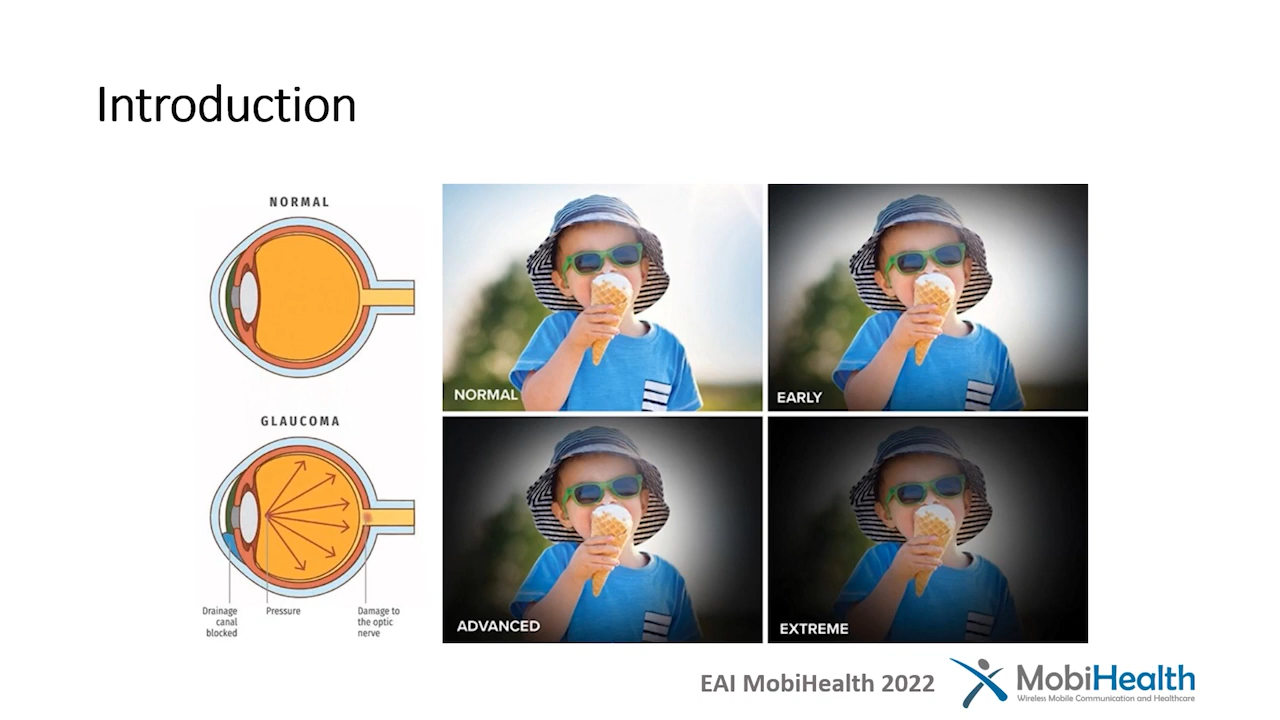 Introduction
NORMAL
GLAUCOMA
Drainage
canal
blocked
Pressure
Damage to
the optic
nerve
NORMAL
EARLY
ADVANCED
EXTREME
EAI MobiHealth 2022
MobiHealth
Wireless Mobile Communication and Healthcare